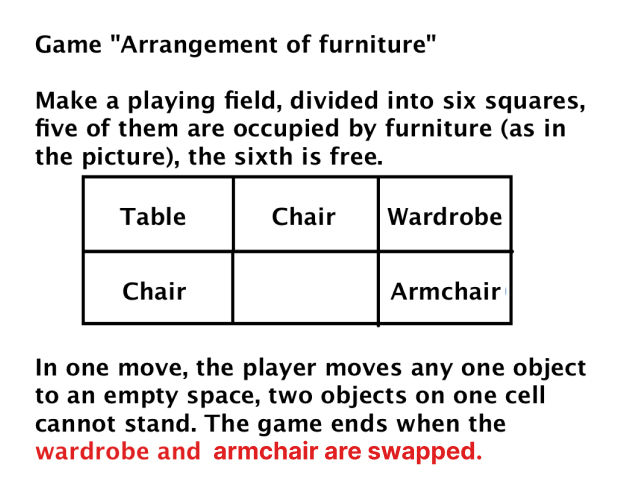 Game "Arrangement of furniture"
Make a playing field, divided into six squares,
five of them are occupied by furniture (as in
the picture), the sixth is free.
Table Chair Wardrobe
Chair Armchair
In one move, the player moves any one object
to an empty space, two objects on one cell
cannot stand. The game ends when the
wardrobe and armchair are swapped.